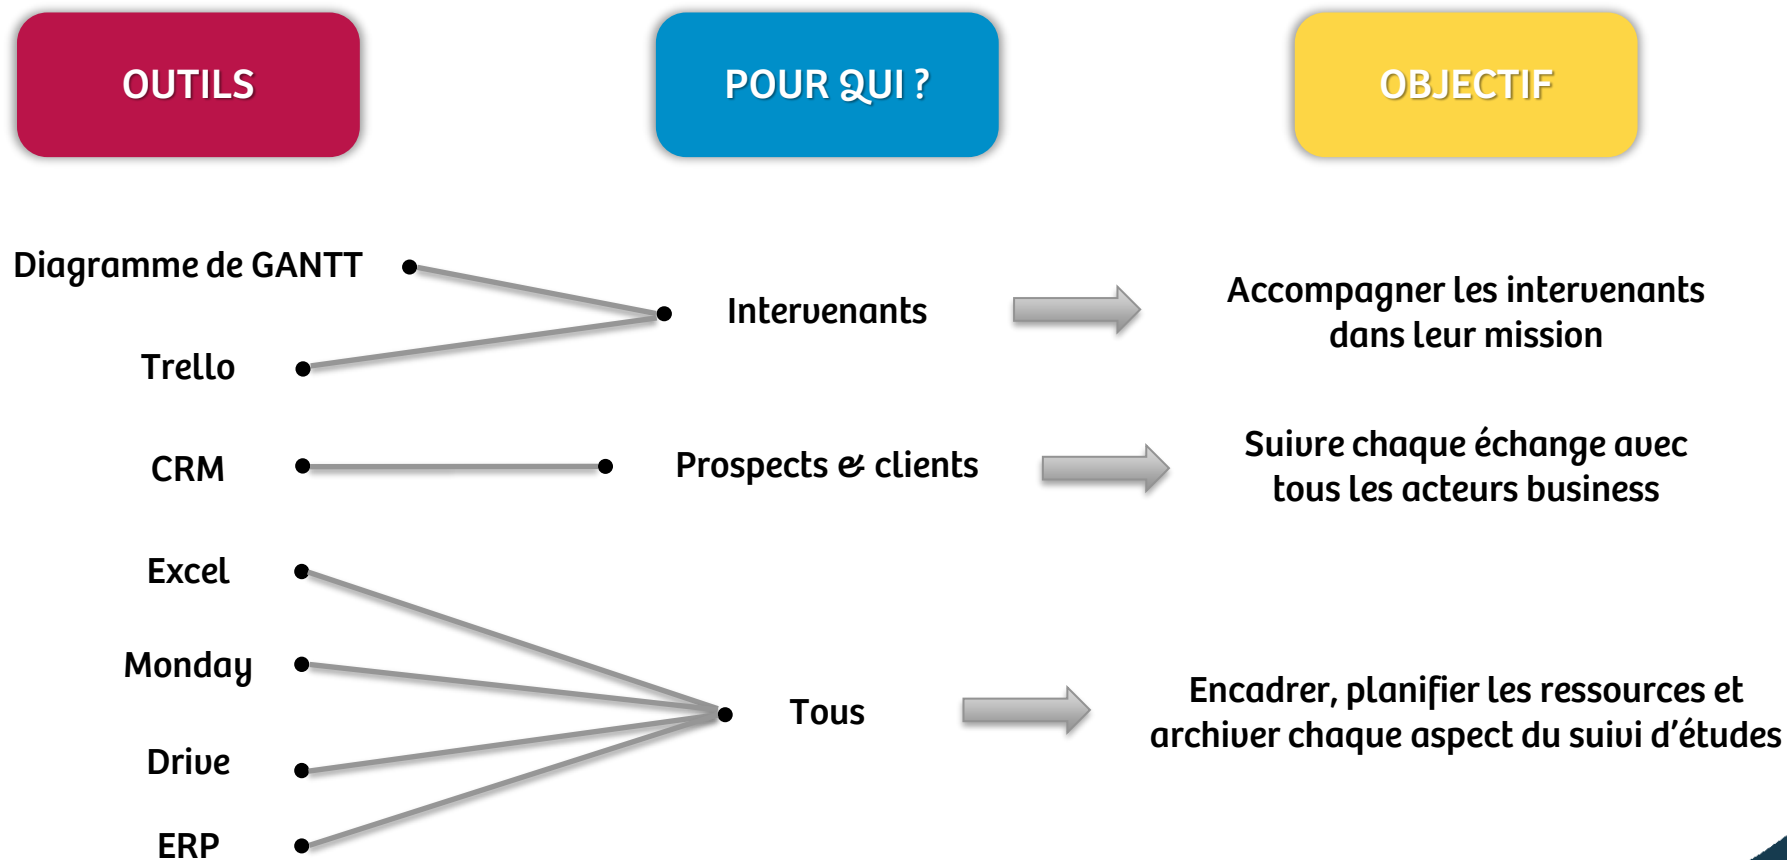 OUTILS
POUR QUI ?
OBJECTIF
Diagramme de GANTT
Trello
CRM
Excel
Monday
Drive
ERP
Intervenants
Prospects & clients
Tous
Accompagner les intervenants
dans leur mission
Suivre chaque échange avec
tous les acteurs business
Encadrer, planifier les ressources et
archiver chaque aspect du suivi d'études